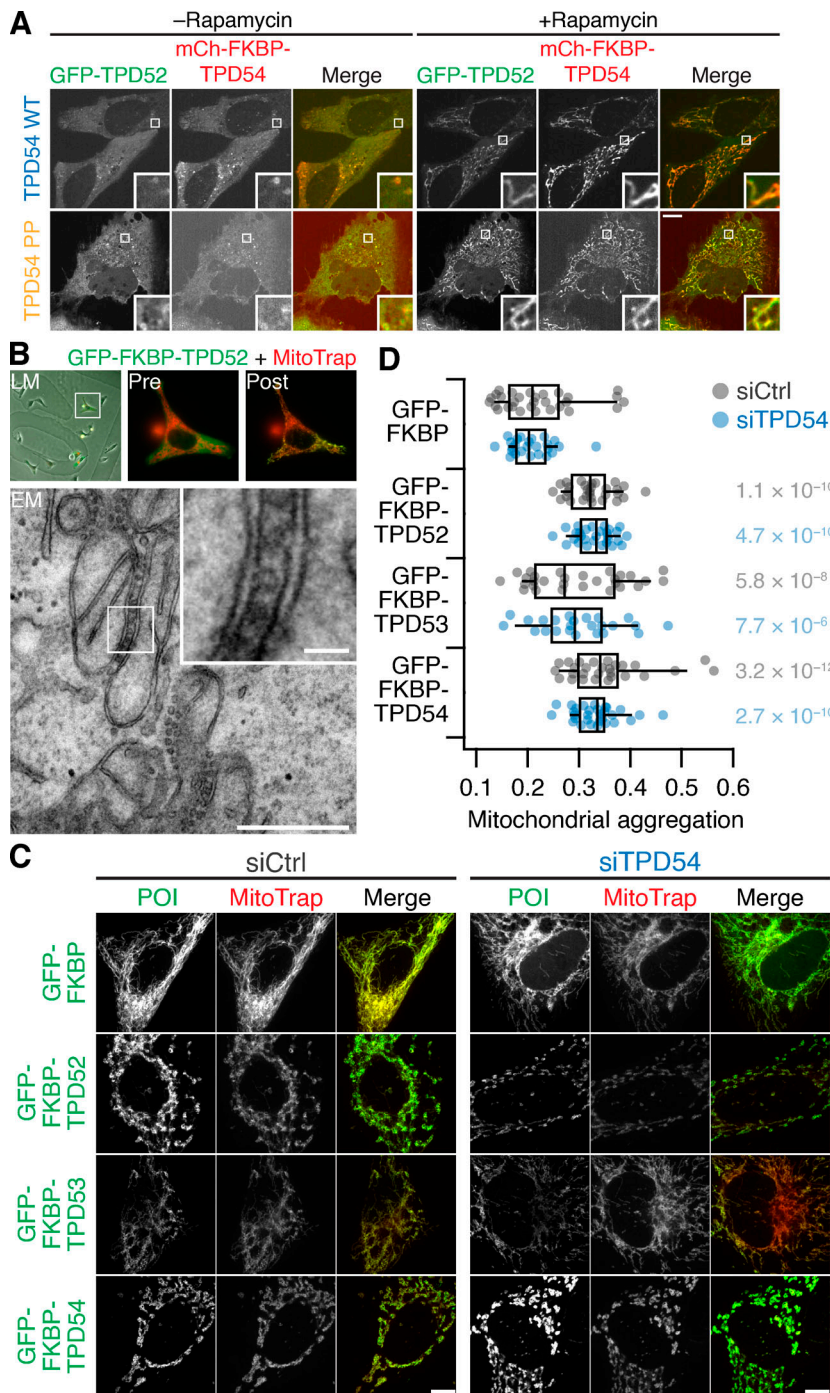 A
–Rapamycin
+Rapamycin
mCh-FKBP-
mCh-FKBP-
GFP-TPD52
TPD54
Merge
GFP-TPD52
TPD54
Merge
TPD54 WT
TPD54 PP
B
GFP-FKBP-TPD52 + MitoTrap
LM
Pre
Post
EM
D
siCtrl
siTPD54
GFP-
FKBP
GFP-
FKBP-
TPD52
1.1 × 10⁻¹⁰
4.7 × 10⁻¹⁰
GFP-
FKBP-
TPD53
5.8 × 10⁻⁸
7.7 × 10⁻⁶
GFP-
FKBP-
TPD54
3.2 × 10⁻¹²
2.7 × 10⁻¹⁰
0.1 0.2 0.3 0.4 0.5 0.6
Mitochondrial aggregation
C
siCtrl
siTPD54
POI
MitoTrap
Merge
POI
MitoTrap
Merge
GFP-
FKBP
GFP-
FKBP-
TPD52
GFP-
FKBP-
TPD53
GFP-
FKBP-
TPD54